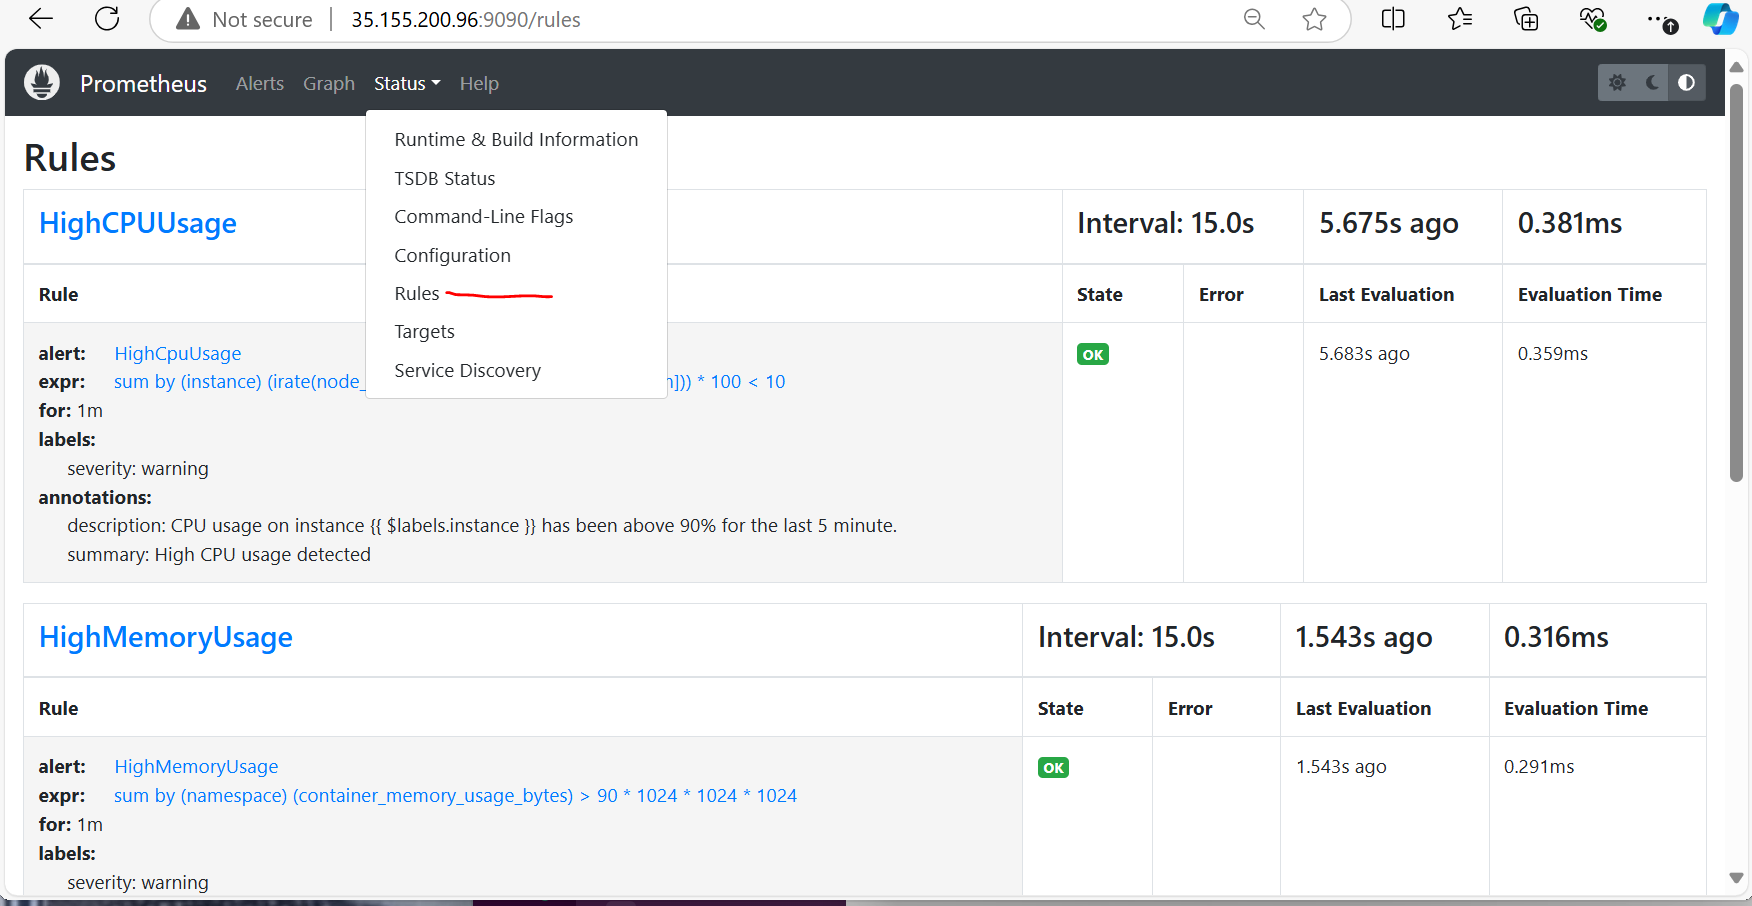 Not secure 35.155.200.96:9090/rules
Prometheus Alerts Graph Status Help
Runtime & Build Information
TSDB Status
Command-Line Flags
Configuration
Rules
Targets
Service Discovery
Rules
HighCPUUsage Interval: 15.0s 5.675s ago 0.381ms
Rule State Error Last Evaluation Evaluation Time
alert: HighCpuUsage OK 5.683s ago 0.359ms
expr: sum by (instance) (irate(node_ ])) * 100 < 10
for: 1m
labels:
severity: warning
annotations:
description: CPU usage on instance {{ $labels.instance }} has been above 90% for the last 5 minute.
summary: High CPU usage detected
HighMemoryUsage Interval: 15.0s 1.543s ago 0.316ms
Rule State Error Last Evaluation Evaluation Time
alert: HighMemoryUsage OK 1.543s ago 0.291ms
expr: sum by (namespace) (container_memory_usage_bytes) > 90 * 1024 * 1024 * 1024
for: 1m
labels:
severity: warning